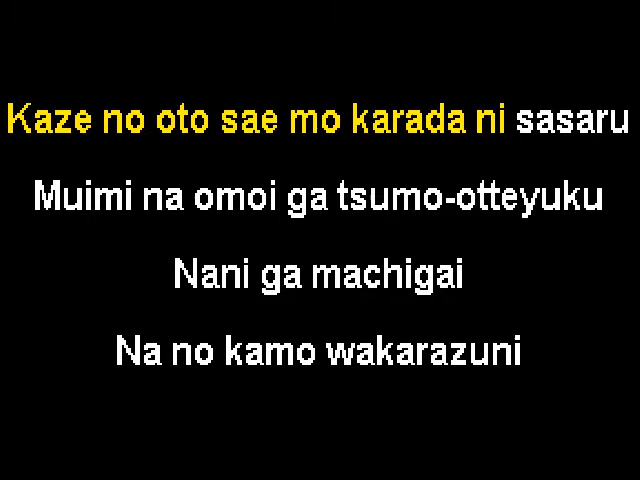 Kaze no oto sae mo karada ni sasaru
Muimi na omoi ga tsumo-otteyuku
Nani ga machigai
Na no kamo wakarazuni